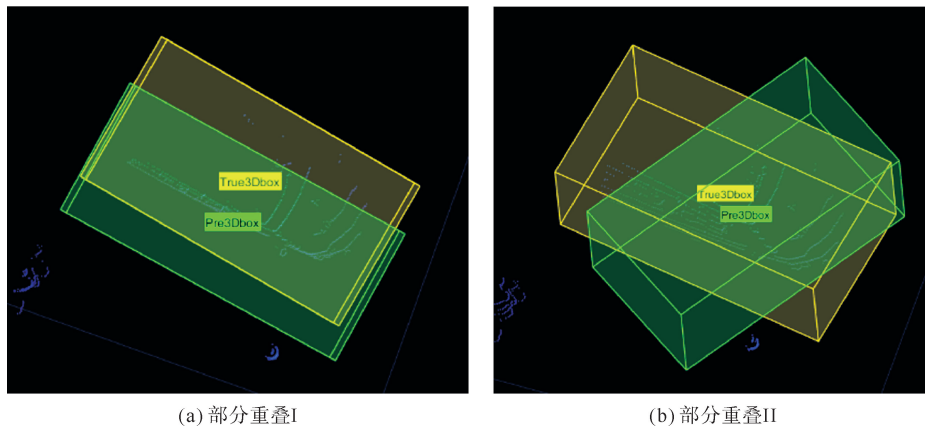 True3Dbox
Pre3Dbox
True3Dbox
Pre3Dbox
(a) 部分重叠I
(b) 部分重叠II